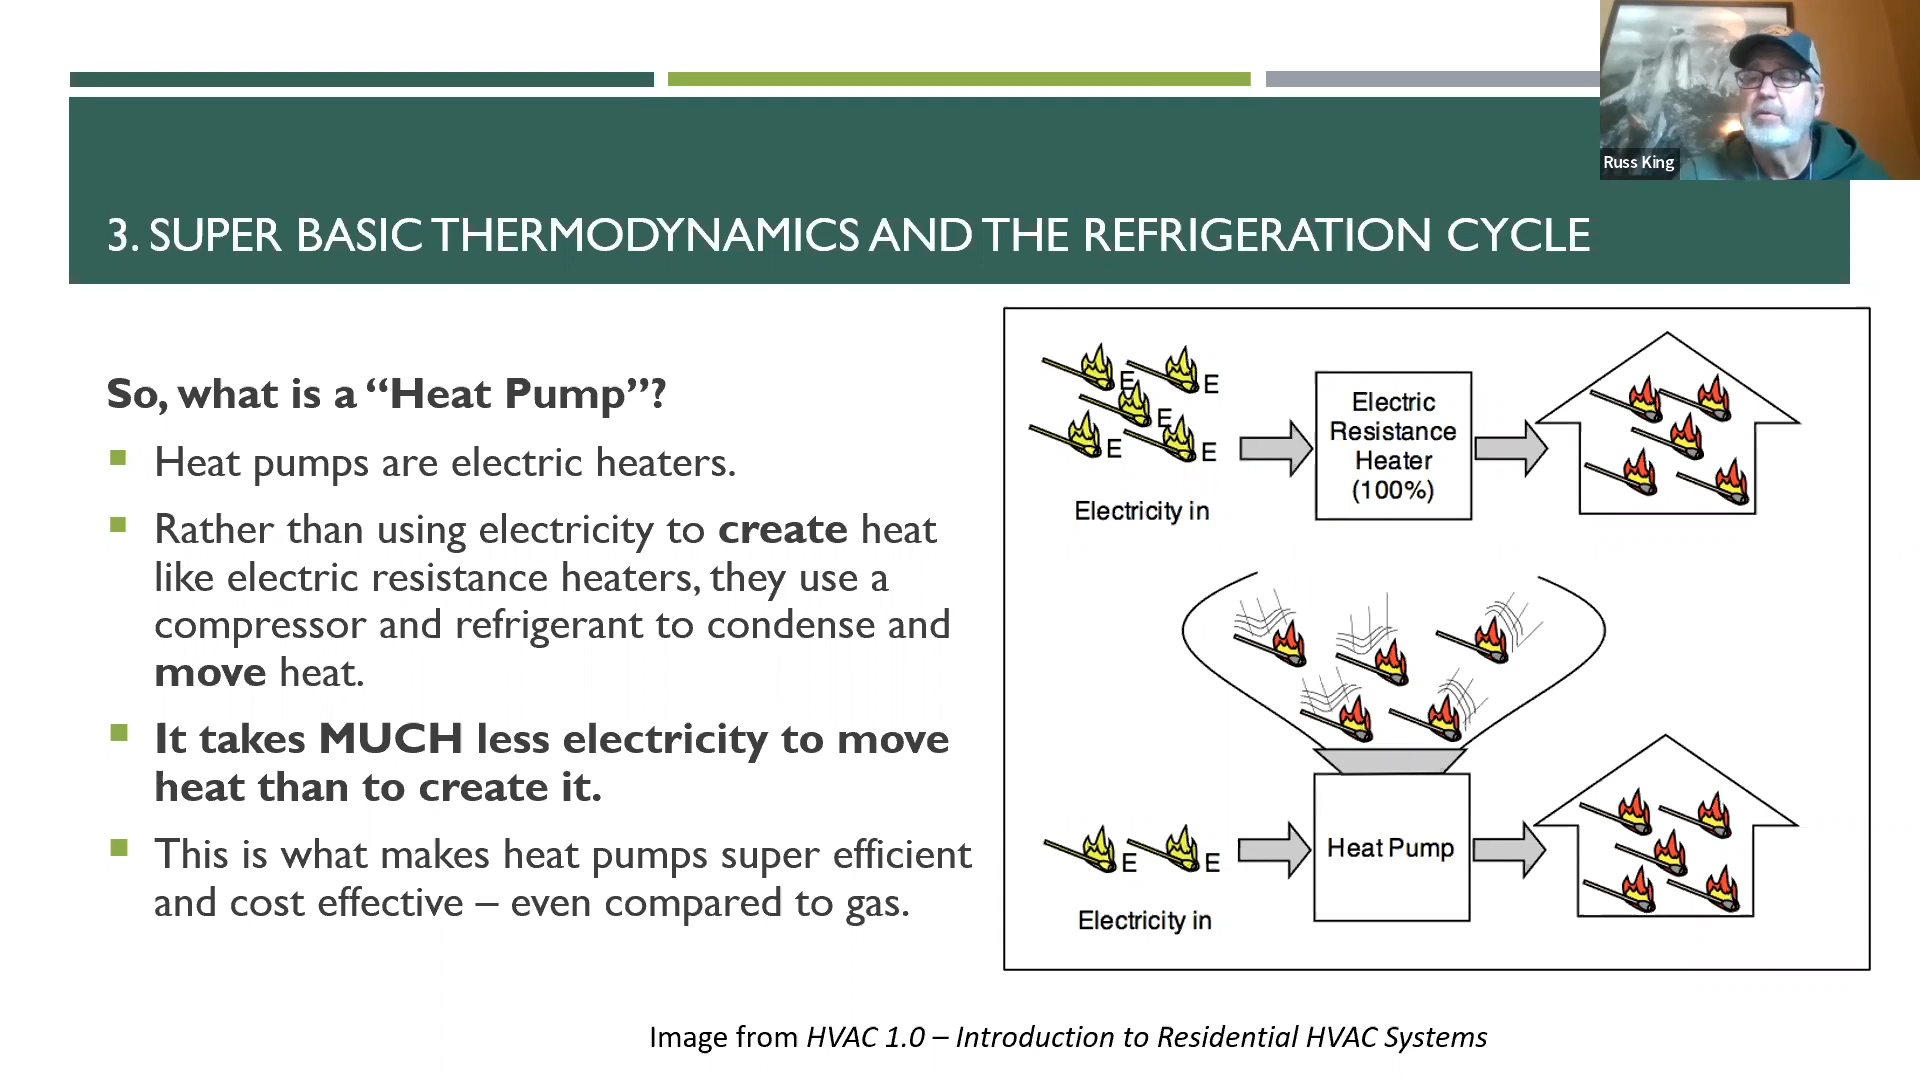 Russ King
3. SUPER BASIC THERMODYNAMICS AND THE REFRIGERATION CYCLE
So, what is a “Heat Pump”?
Heat pumps are electric heaters.
Rather than using electricity to create heat
like electric resistance heaters, they use a
compressor and refrigerant to condense and
move heat.
It takes MUCH less electricity to move
heat than to create it.
This is what makes heat pumps super efficient
and cost effective – even compared to gas.
E
E
E
E
E
Electricity in
Electric
Resistance
Heater
(100%)
E
E
Electricity in
Heat Pump
Image from HVAC 1.0 – Introduction to Residential HVAC Systems